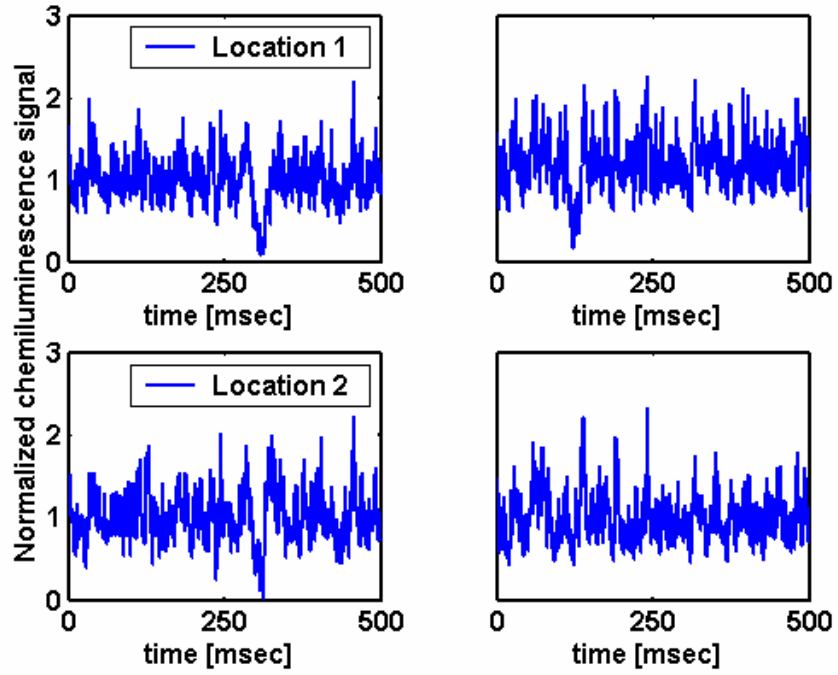 Normalized chemiluminescence signal
3
2
1
0
Location 1
0 250 500
time [msec]
0 250 500
time [msec]
3
2
1
0
Location 2
0 250 500
time [msec]
0 250 500
time [msec]